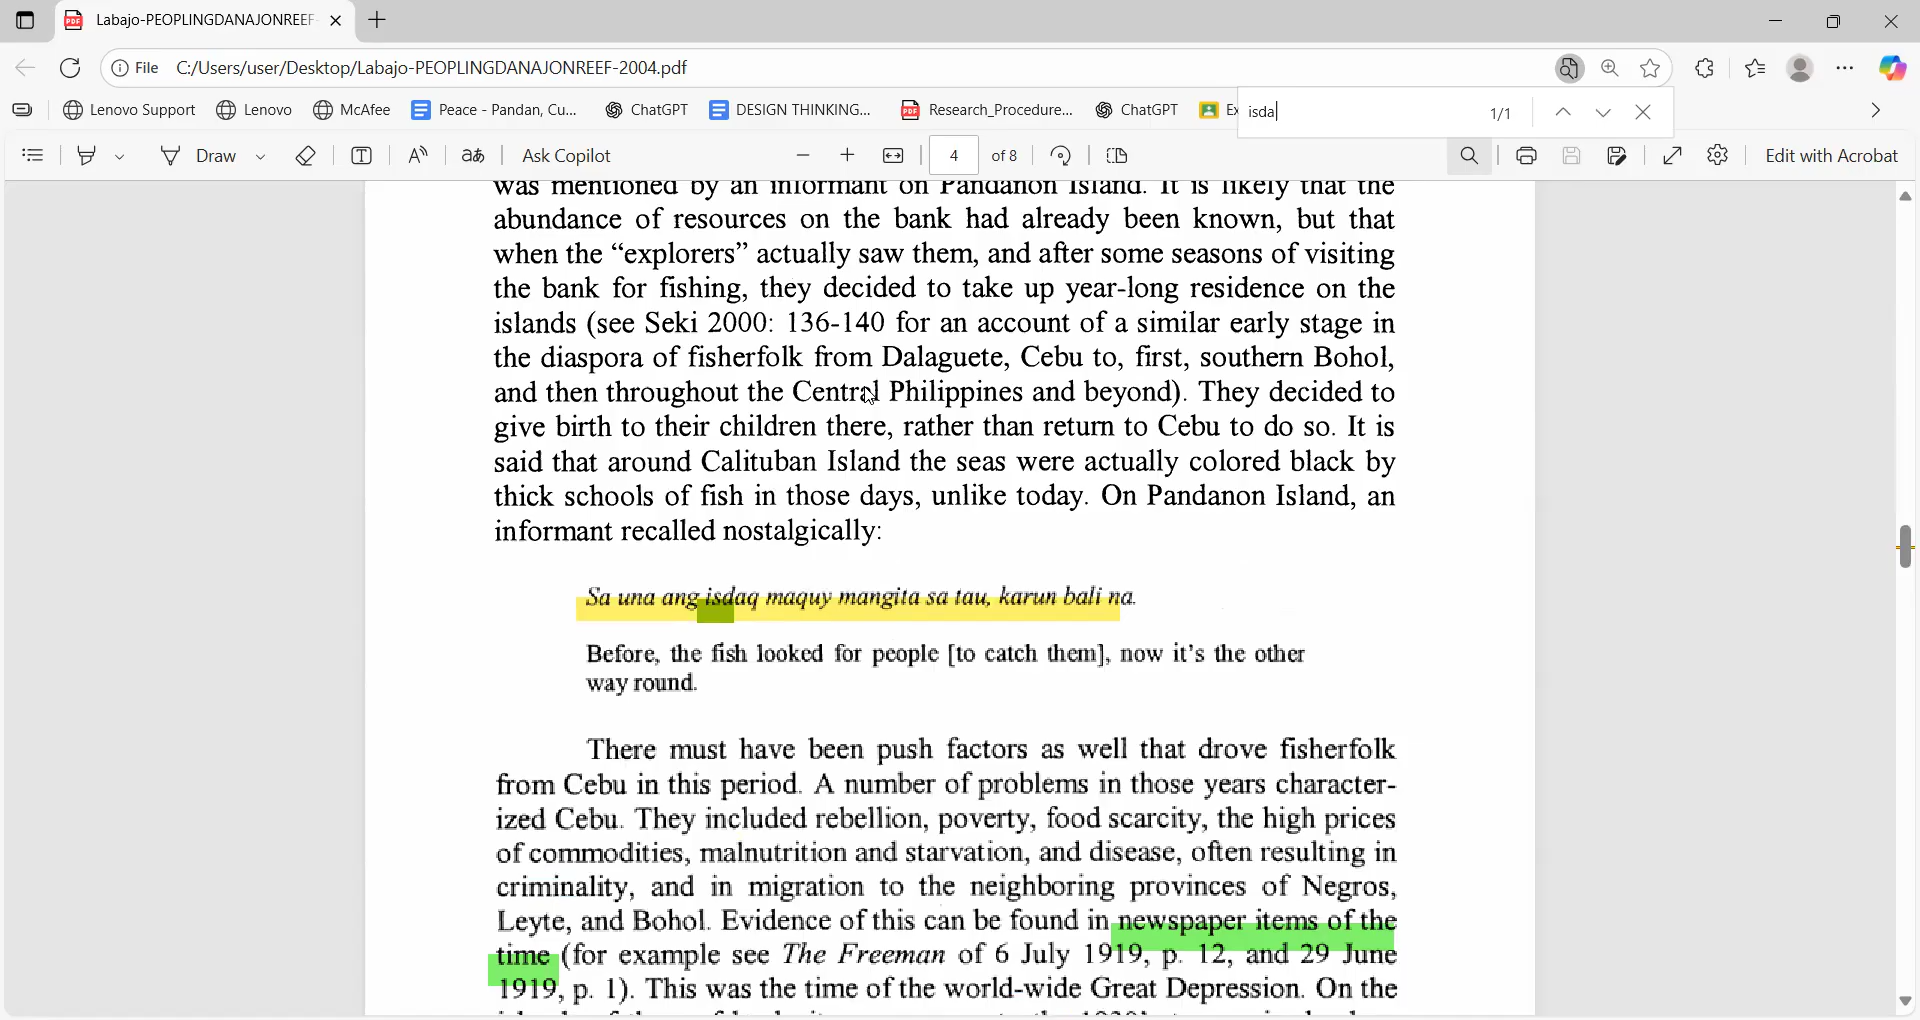 Labajo-PEOPLINGDANAJONREEF-
File C:/Users/user/Desktop/Labajo-PEOPLINGDANAJONREEF-2004.pdf
Lenovo Support Lenovo McAfee Peace - Pandan, Cu... ChatGPT DESIGN THINKING... Research_Procedure... ChatGPT Ex
isda 1/1
Draw Ask Copilot 4 of 8 Edit with Acrobat
was mentioned by an informant on Pandanon Island. It is likely that the
abundance of resources on the bank had already been known, but that
when the “explorers” actually saw them, and after some seasons of visiting
the bank for fishing, they decided to take up year-long residence on the
islands (see Seki 2000: 136-140 for an account of a similar early stage in
the diaspora of fisherfolk from Dalaguete, Cebu to, first, southern Bohol,
and then throughout the Central Philippines and beyond). They decided to
give birth to their children there, rather than return to Cebu to do so. It is
said that around Calituban Island the seas were actually colored black by
thick schools of fish in those days, unlike today. On Pandanon Island, an
informant recalled nostalgically:
Sa una ang isdaq maquy mangita sa tau, karun bali na.
Before, the fish looked for people [to catch them], now it’s the other
way round.
There must have been push factors as well that drove fisherfolk
from Cebu in this period. A number of problems in those years character-
ized Cebu. They included rebellion, poverty, food scarcity, the high prices
of commodities, malnutrition and starvation, and disease, often resulting in
criminality, and in migration to the neighboring provinces of Negros,
Leyte, and Bohol. Evidence of this can be found in newspaper items of the
time (for example see The Freeman of 6 July 1919, p. 12, and 29 June
1919, p. 1). This was the time of the world-wide Great Depression. On the